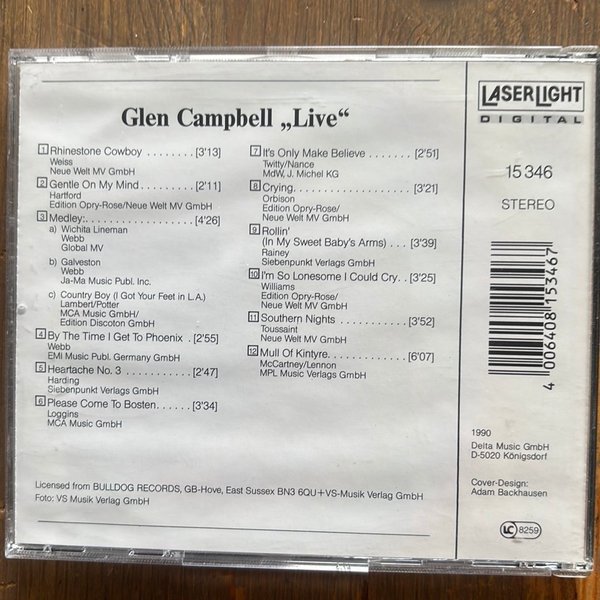 Glen Campbell „Live“
1 Rhinestone Cowboy ........ [3'13]
Weiss
Neue Welt MV GmbH
2 Gentle On My Mind ........ [2'11]
Hartford
Edition Opry-Rose/Neue Welt MV GmbH
3 Medley: ................. [4'26]
a) Wichita Lineman
Webb
Global MV
b) Galveston
Webb
Ja-Ma Music Publ. Inc.
c) Country Boy (I Got Your Feet in L.A.)
Lambert/Potter
MCA Music GmbH/
Edition Discoton GmbH
4 By The Time I Get To Phoenix . [2'55]
Webb
EMI Music Publ. Germany GmbH
5 Heartache No. 3 ........... [2'47]
Harding
Siebenpunkt Verlags GmbH
6 Please Come To Bosten...... [3'34]
Loggins
MCA Music GmbH
7 It's Only Make Believe ....... [2'51]
Twitty/Nance
MdW, J. Michel KG
8 Crying. .................. [3'21]
Orbison
Edition Opry-Rose/
Neue Welt MV GmbH
9 Rollin'
(In My Sweet Baby's Arms) ... [3'39]
Rainey
Siebenpunkt Verlags GmbH
10 I'm So Lonesome I Could Cry.. [3'25]
Williams
Edition Opry-Rose/
Neue Welt MV GmbH
11 Southern Nights ........... [3'52]
Toussaint
Neue Welt MV GmbH
12 Mull Of Kintyre............ [6'07]
McCartney/Lennon
MPL Music Verlags GmbH
Licensed from BULLDOG RECORDS, GB-Hove, East Sussex BN3 6QU+VS-Musik Verlag GmbH
Foto: VS Musik Verlag GmbH
LASERLIGHT
DIGITAL
15 346
STEREO
4 006408 153467
1990
Delta Music GmbH
D-5020 Königsdorf
Cover-Design:
Adam Backhausen
LC 8259